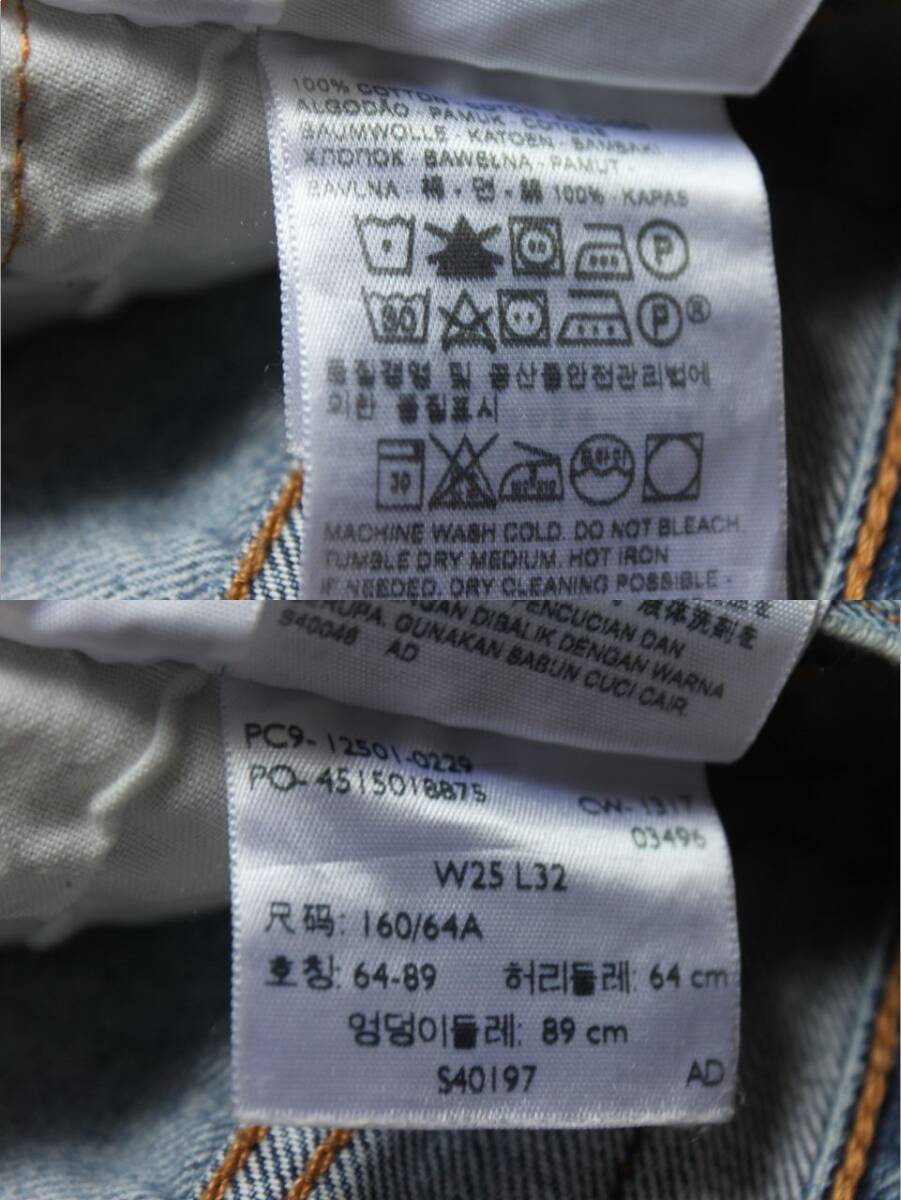 100% COTTON
ALGODÃO - PAMUK
BAUMWOLLE - KATOEN - BAMBAKI
ХЛОПОК - BAWEŁNA - PAMUT -
BAVLNA - 棉 - 면 - 綿 100% - KAPAS
P
P®
품질경영 및 공산품안전관리법에
의한 품질표시
30
MACHINE WASH COLD. DO NOT BLEACH.
TUMBLE DRY MEDIUM. HOT IRON
IF NEEDED. DRY CLEANING POSSIBLE -
PENCUCIAN DAN 液体洗剤を
DIBALIK DENGAN WARNA
SERUPA. GUNAKAN SABUN CUCI CAIR.
S40048 AD
PC9-12501-0229
PO-4515018875
CW-1317
03496
W25 L32
尺码: 160/64A
호칭: 64-89 허리둘레: 64 cm
엉덩이둘레: 89 cm
S40197 AD